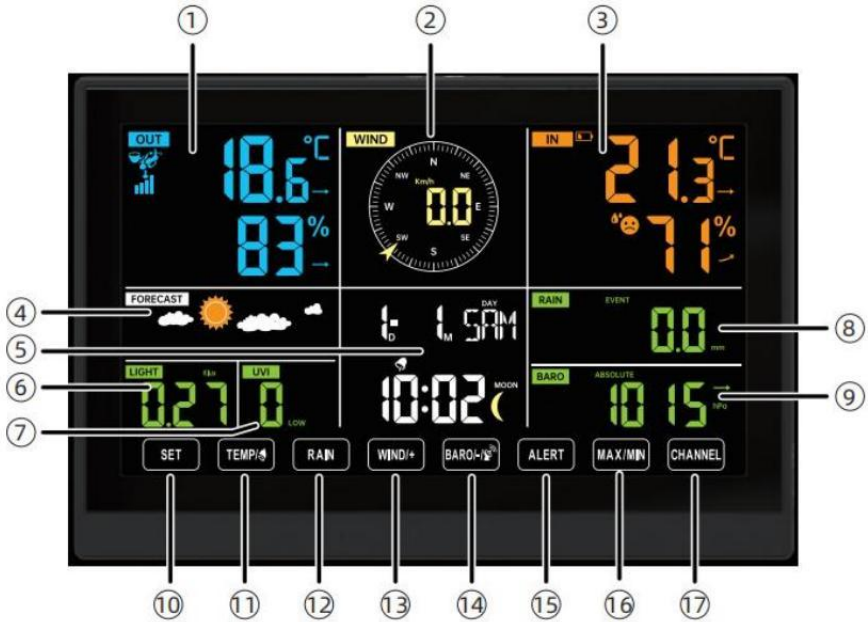 ① ② ③
OUT 18.6 °C
83 %
WIND
N
NW NE
Km/h
W 0.0 E
SW SE
S
IN 21.3 °C
71 %
④ FORECAST
⑤
1 D 1 M DAY SAM
10:02 MOON
RAIN EVENT
0.0 mm ⑧
⑥ LIGHT Klux
0.27
⑦ UVI
0 LOW
BARO ABSOLUTE
1015 hPa ⑨
SET TEMP/ RAIN WIND/+ BARO/-/ ALERT MAX/MIN CHANNEL
⑩ ⑪ ⑫ ⑬ ⑭ ⑮ ⑯ ⑰